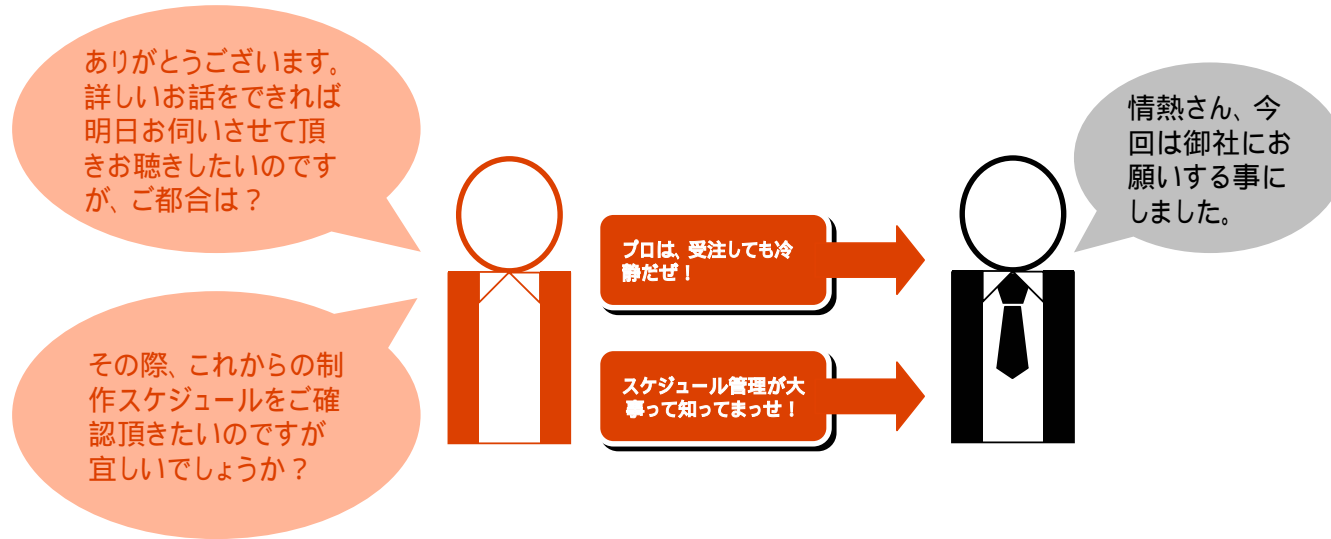 ありがとうございます。
詳しいお話をできれば
明日お伺いさせて頂
きお聴きしたいのです
が、ご都合は？
その際、これからの制
作スケジュールをご確
認頂きたいのですが
宜しいでしょうか？
プロは、受注しても冷
静だぜ！
スケジュール管理が大
事って知ってまっせ！
情熱さん、今
回は御社にお
願いする事に
しました。